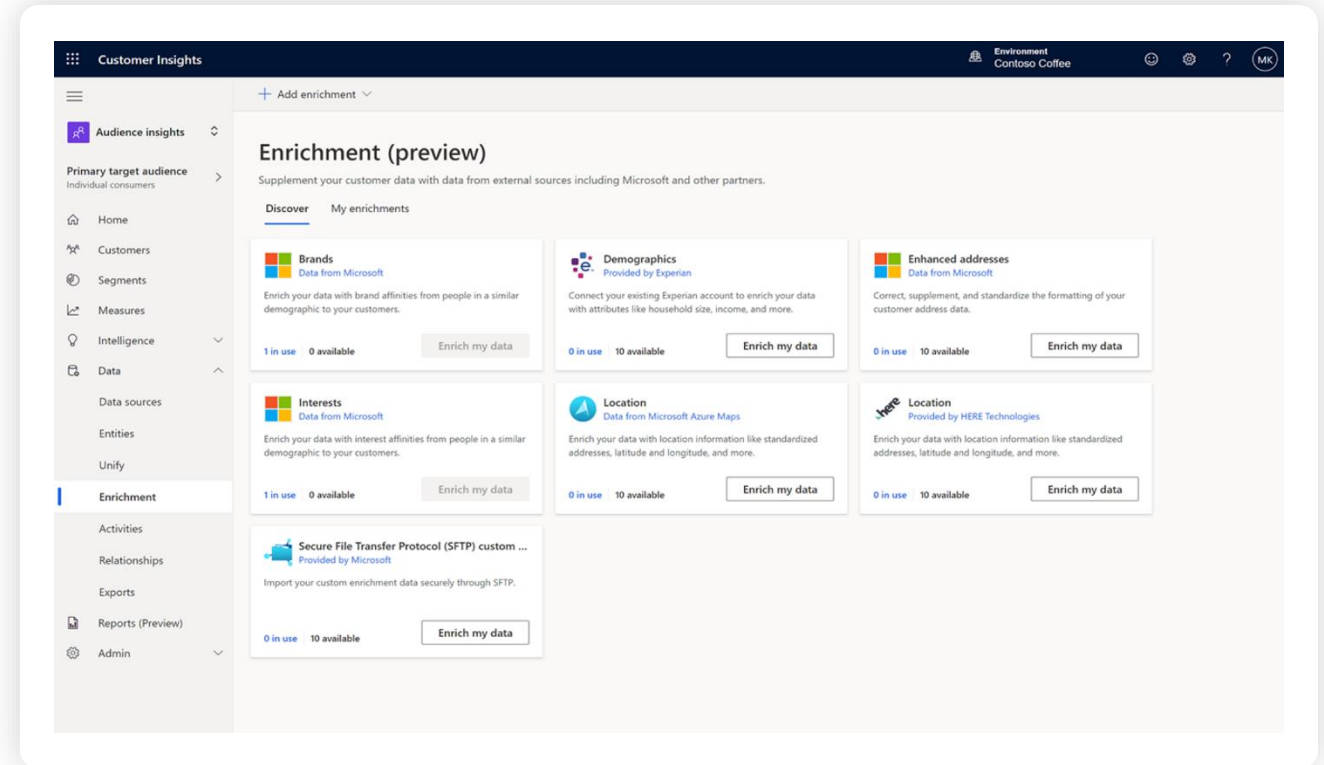 Customer Insights
Environment
Contoso Coffee
?
MK
Add enrichment
Audience insights
Primary target audience
Individual consumers
Home
Customers
Segments
Measures
Intelligence
Data
Data sources
Entities
Unify
Enrichment
Activities
Relationships
Exports
Reports (Preview)
Admin
Enrichment (preview)
Supplement your customer data with data from external sources including Microsoft and other partners.
Discover My enrichments
Brands
Data from Microsoft
Enrich your data with brand affinities from people in a similar
demographic to your customers.
1 in use 0 available Enrich my data
e.
Demographics
Provided by Experian
Connect your existing Experian account to enrich your data
with attributes like household size, income, and more.
0 in use 10 available Enrich my data
Enhanced addresses
Data from Microsoft
Correct, supplement, and standardize the formatting of your
customer address data.
0 in use 10 available Enrich my data
Interests
Data from Microsoft
Enrich your data with interest affinities from people in a similar
demographic to your customers.
1 in use 0 available Enrich my data
Location
Data from Microsoft Azure Maps
Enrich your data with location information like standardized
addresses, latitude and longitude, and more.
0 in use 10 available Enrich my data
here
Location
Provided by HERE Technologies
Enrich your data with location information like standardized
addresses, latitude and longitude, and more.
0 in use 10 available Enrich my data
Secure File Transfer Protocol (SFTP) custom ...
Provided by Microsoft
Import your custom enrichment data securely through SFTP.
0 in use 10 available Enrich my data